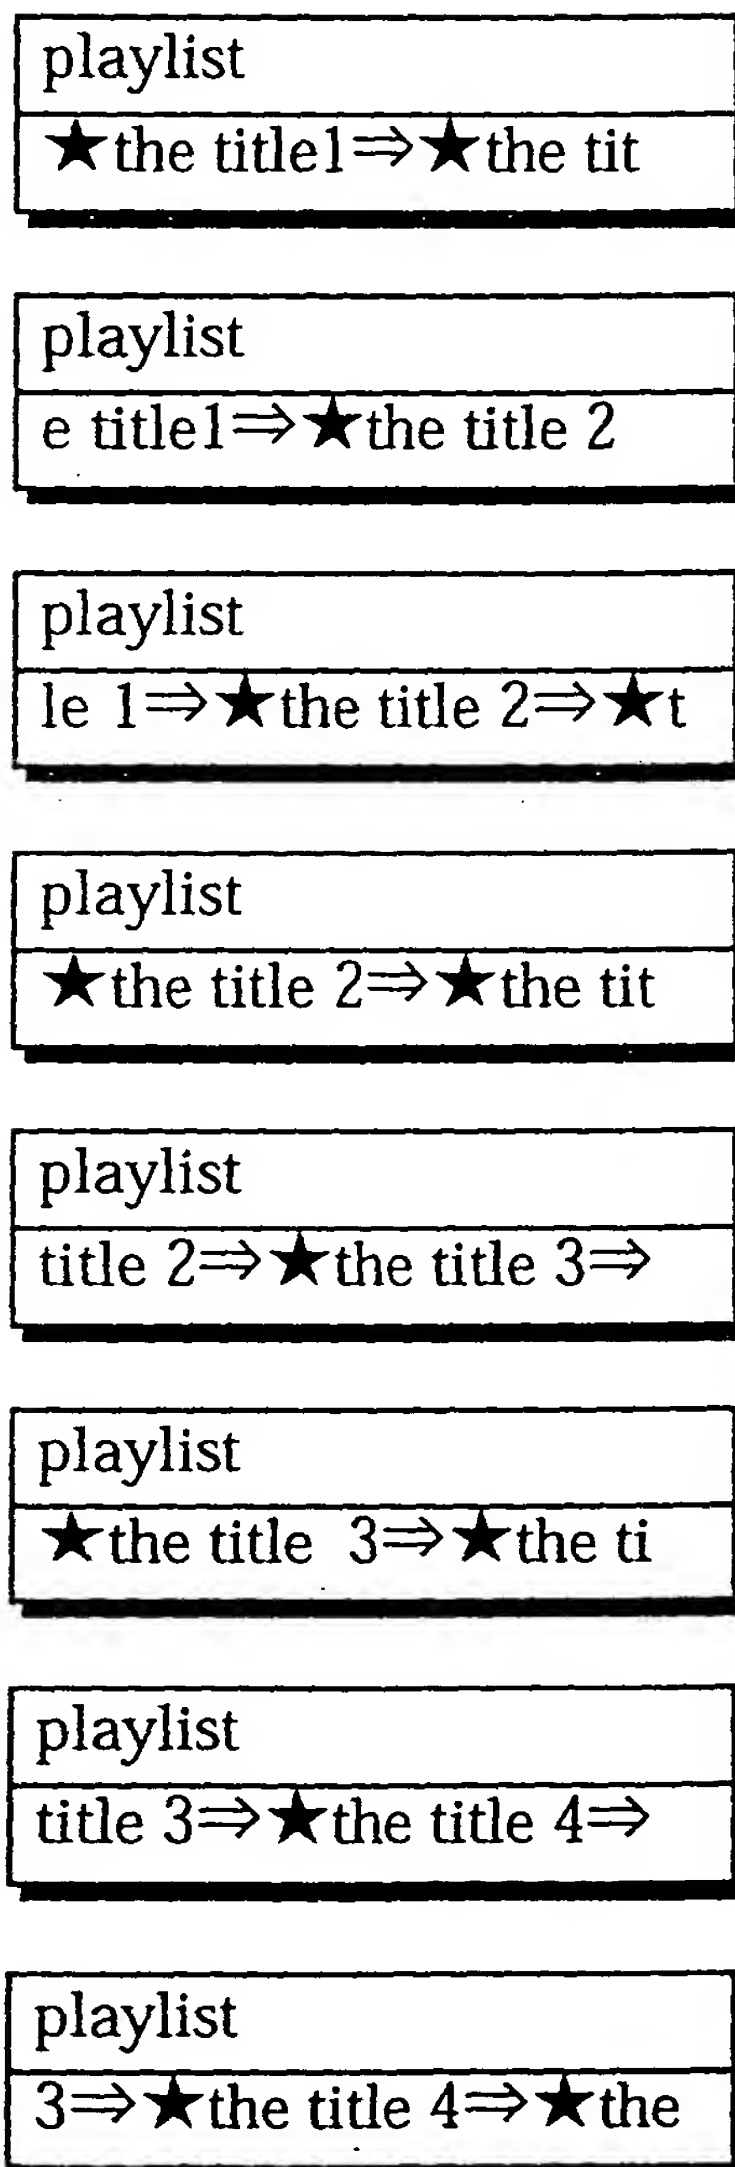 playlist
★the title1⇒★the tit
playlist
e title1⇒★the title 2
playlist
le 1⇒★the title 2⇒★t
playlist
★the title 2⇒★the tit
playlist
title 2⇒★the title 3⇒
playlist
★the title 3⇒★the ti
playlist
title 3⇒★the title 4⇒
playlist
3⇒★the title 4⇒★the